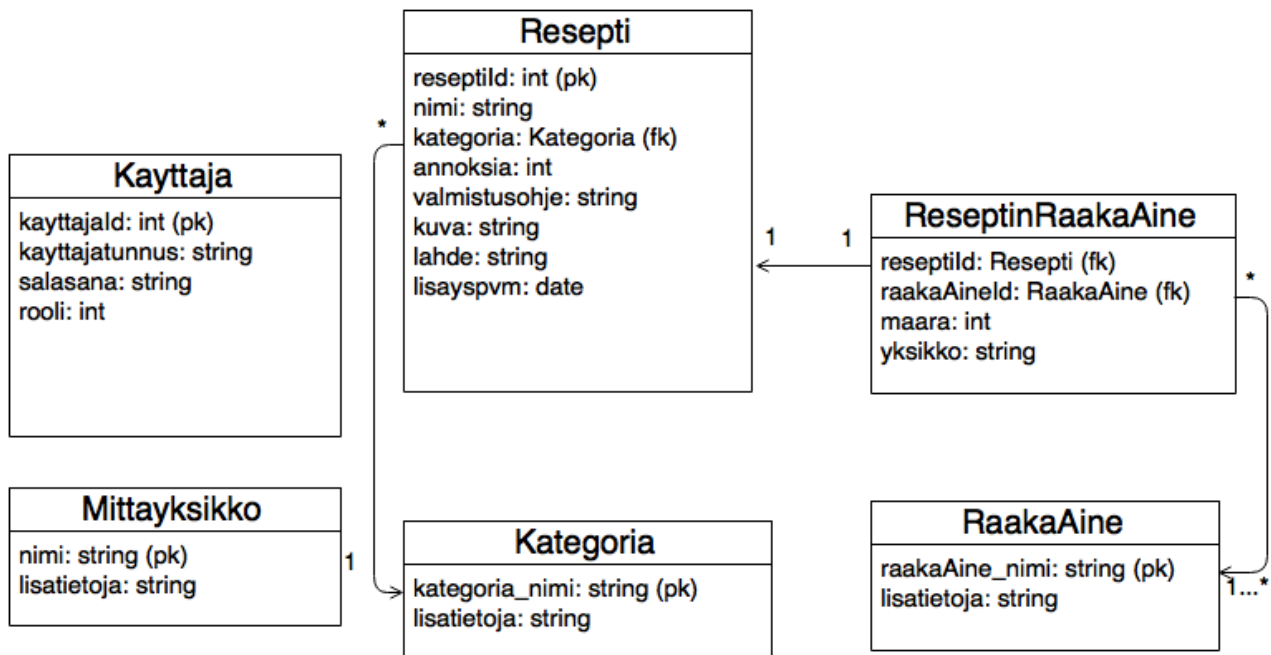 Resepti
reseptiId: int (pk)
nimi: string
kategoria: Kategoria (fk)
annoksia: int
valmistusohje: string
kuva: string
lahde: string
lisayspvm: date
*
Kayttaja
kayttajaId: int (pk)
kayttajatunnus: string
salasana: string
rooli: int
ReseptinRaakaAine
reseptiId: Resepti (fk)
raakaAineId: RaakaAine (fk)
maara: int
yksikko: string
1
1
*
Mittayksikko
nimi: string (pk)
lisatietoja: string
1
Kategoria
kategoria_nimi: string (pk)
lisatietoja: string
RaakaAine
raakaAine_nimi: string (pk)
lisatietoja: string
1...*